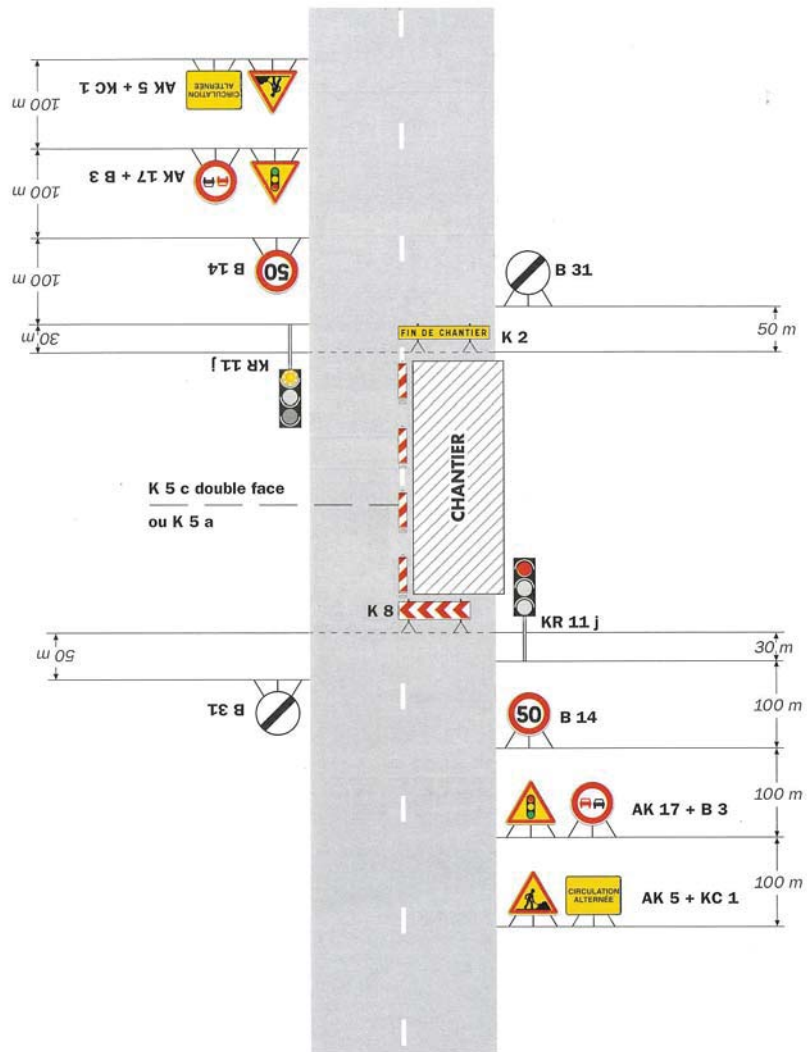 100 m
AK 5 + KC 1
CIRCULATION
ALTERNÉE
100 m
AK 17 + B 3
100 m
B 14
50
B 31
50 m
30 m
KR 11 j
FIN DE CHANTIER
K 2
CHANTIER
K 5 c double face
ou K 5 a
K 8
KR 11 j
30 m
50 m
B 31
50
B 14
100 m
AK 17 + B 3
100 m
CIRCULATION
ALTERNÉE
AK 5 + KC 1
100 m